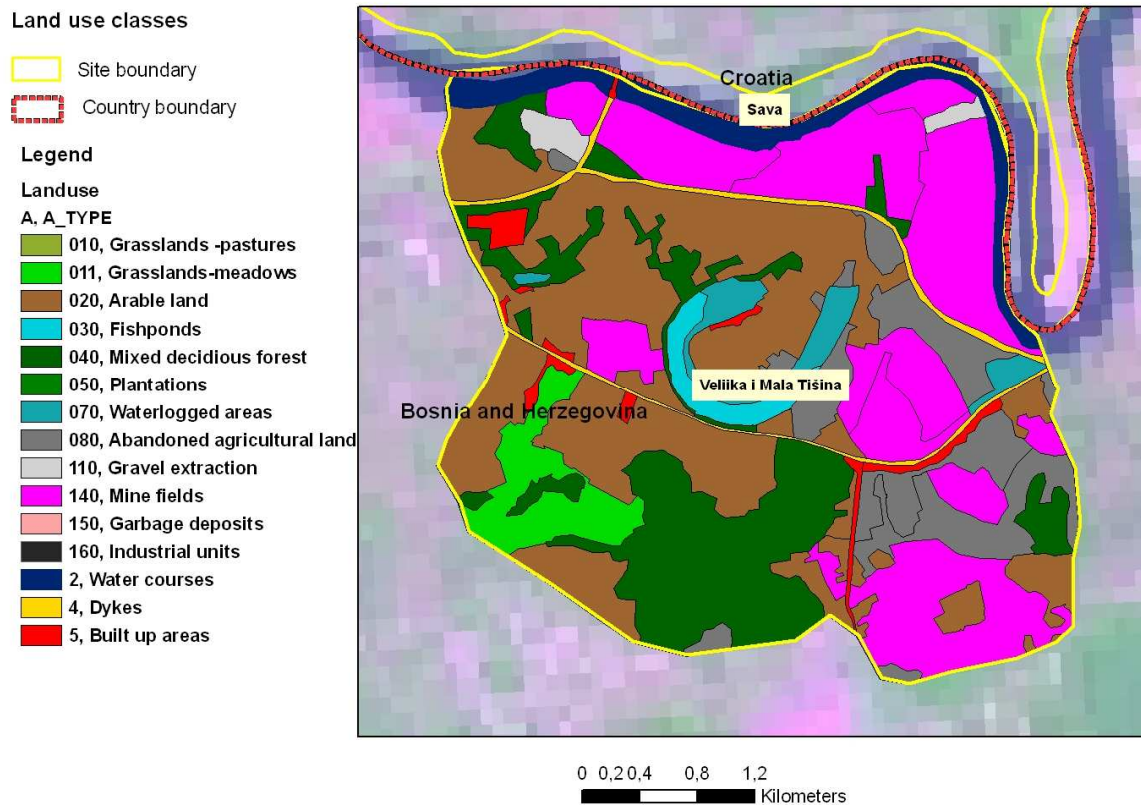 Land use classes
Site boundary
Country boundary
Legend
Landuse
A, A_TYPE
010, Grasslands -pastures
011, Grasslands-meadows
020, Arable land
030, Fishponds
040, Mixed decidious forest
050, Plantations
070, Waterlogged areas
080, Abandoned agricultural land
110, Gravel extraction
140, Mine fields
150, Garbage deposits
160, Industrial units
2, Water courses
4, Dykes
5, Built up areas
Croatia
Sava
Veliika i Mala Tišina
Bosnia and Herzegovina
0 0,2 0,4 0,8 1,2
Kilometers